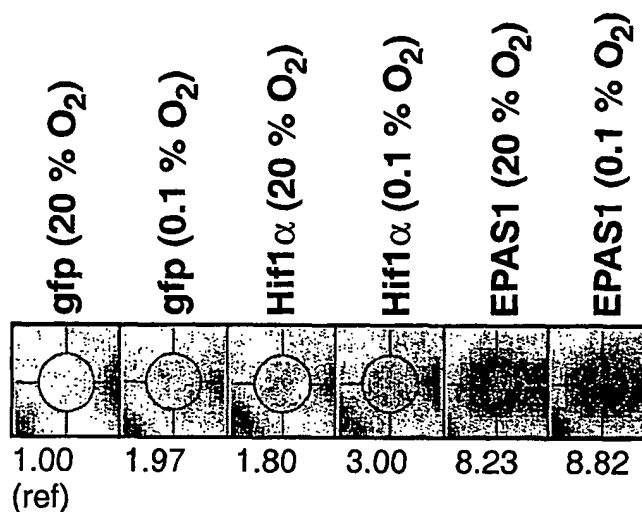 gfp (20 % O₂)
gfp (0.1 % O₂)
Hif1α (20 % O₂)
Hif1α (0.1 % O₂)
EPAS1 (20 % O₂)
EPAS1 (0.1 % O₂)
1.00 1.97 1.80 3.00 8.23 8.82
(ref)